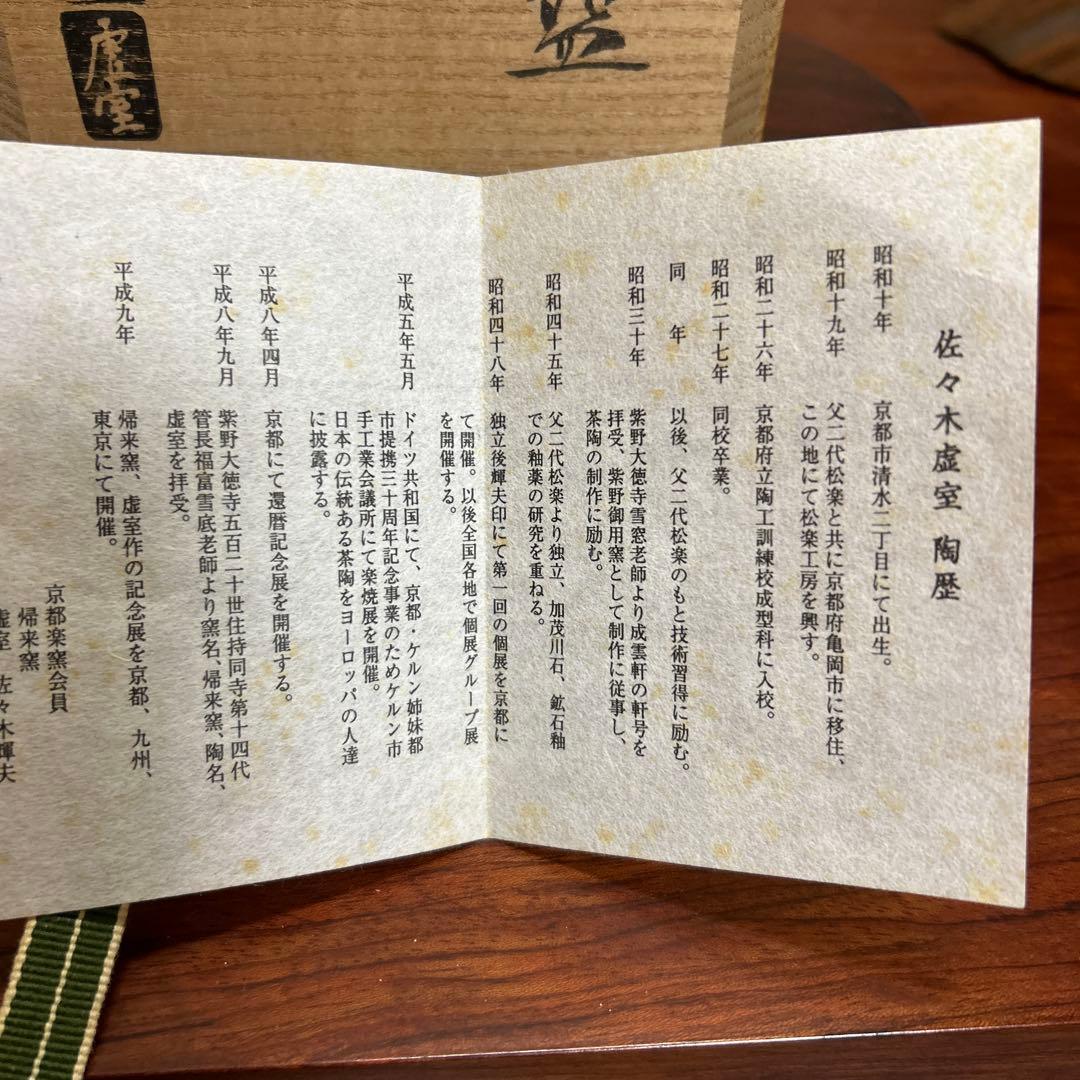 佐々木虚室 陶歴
昭和十年 京都市清水二丁目にて出生。
昭和十九年 父二代松楽と共に京都府亀岡市に移住、
この地にて松楽工房を興す。
昭和二十六年 京都府立陶工訓練校成型科に入校。
昭和二十七年 同校卒業。
同年 以後、父二代松楽のもと技術習得に励む。
昭和三十年 紫野大徳寺雪窓老師より成雲軒の軒号を
拝受、紫野御用窯として制作に従事し、
茶陶の制作に励む。
昭和四十五年 父二代松楽より独立、加茂川石、鉱石釉
での釉薬の研究を重ねる。
昭和四十八年 独立後輝夫印にて第一回の個展を京都に
て開催。以後全国各地で個展グループ展
を開催する。
平成五年五月 ドイツ共和国にて、京都・ケルン姉妹都
市提携三十周年記念事業のためケルン市
手工業会議所にて楽焼展を開催。
日本の伝統ある茶陶をヨーロッパの人達
に披露する。
平成八年四月 京都にて還暦記念展を開催する。
平成八年九月 紫野大徳寺五百二十世住持同寺第十四代
管長福富雪底老師より窯名、帰来窯、陶名、
虚室を拝受。
平成九年 帰来窯、虚室作の記念展を京都、九州、
東京にて開催。
京都楽窯会員
帰来窯
虚室 佐々木輝夫
虚室